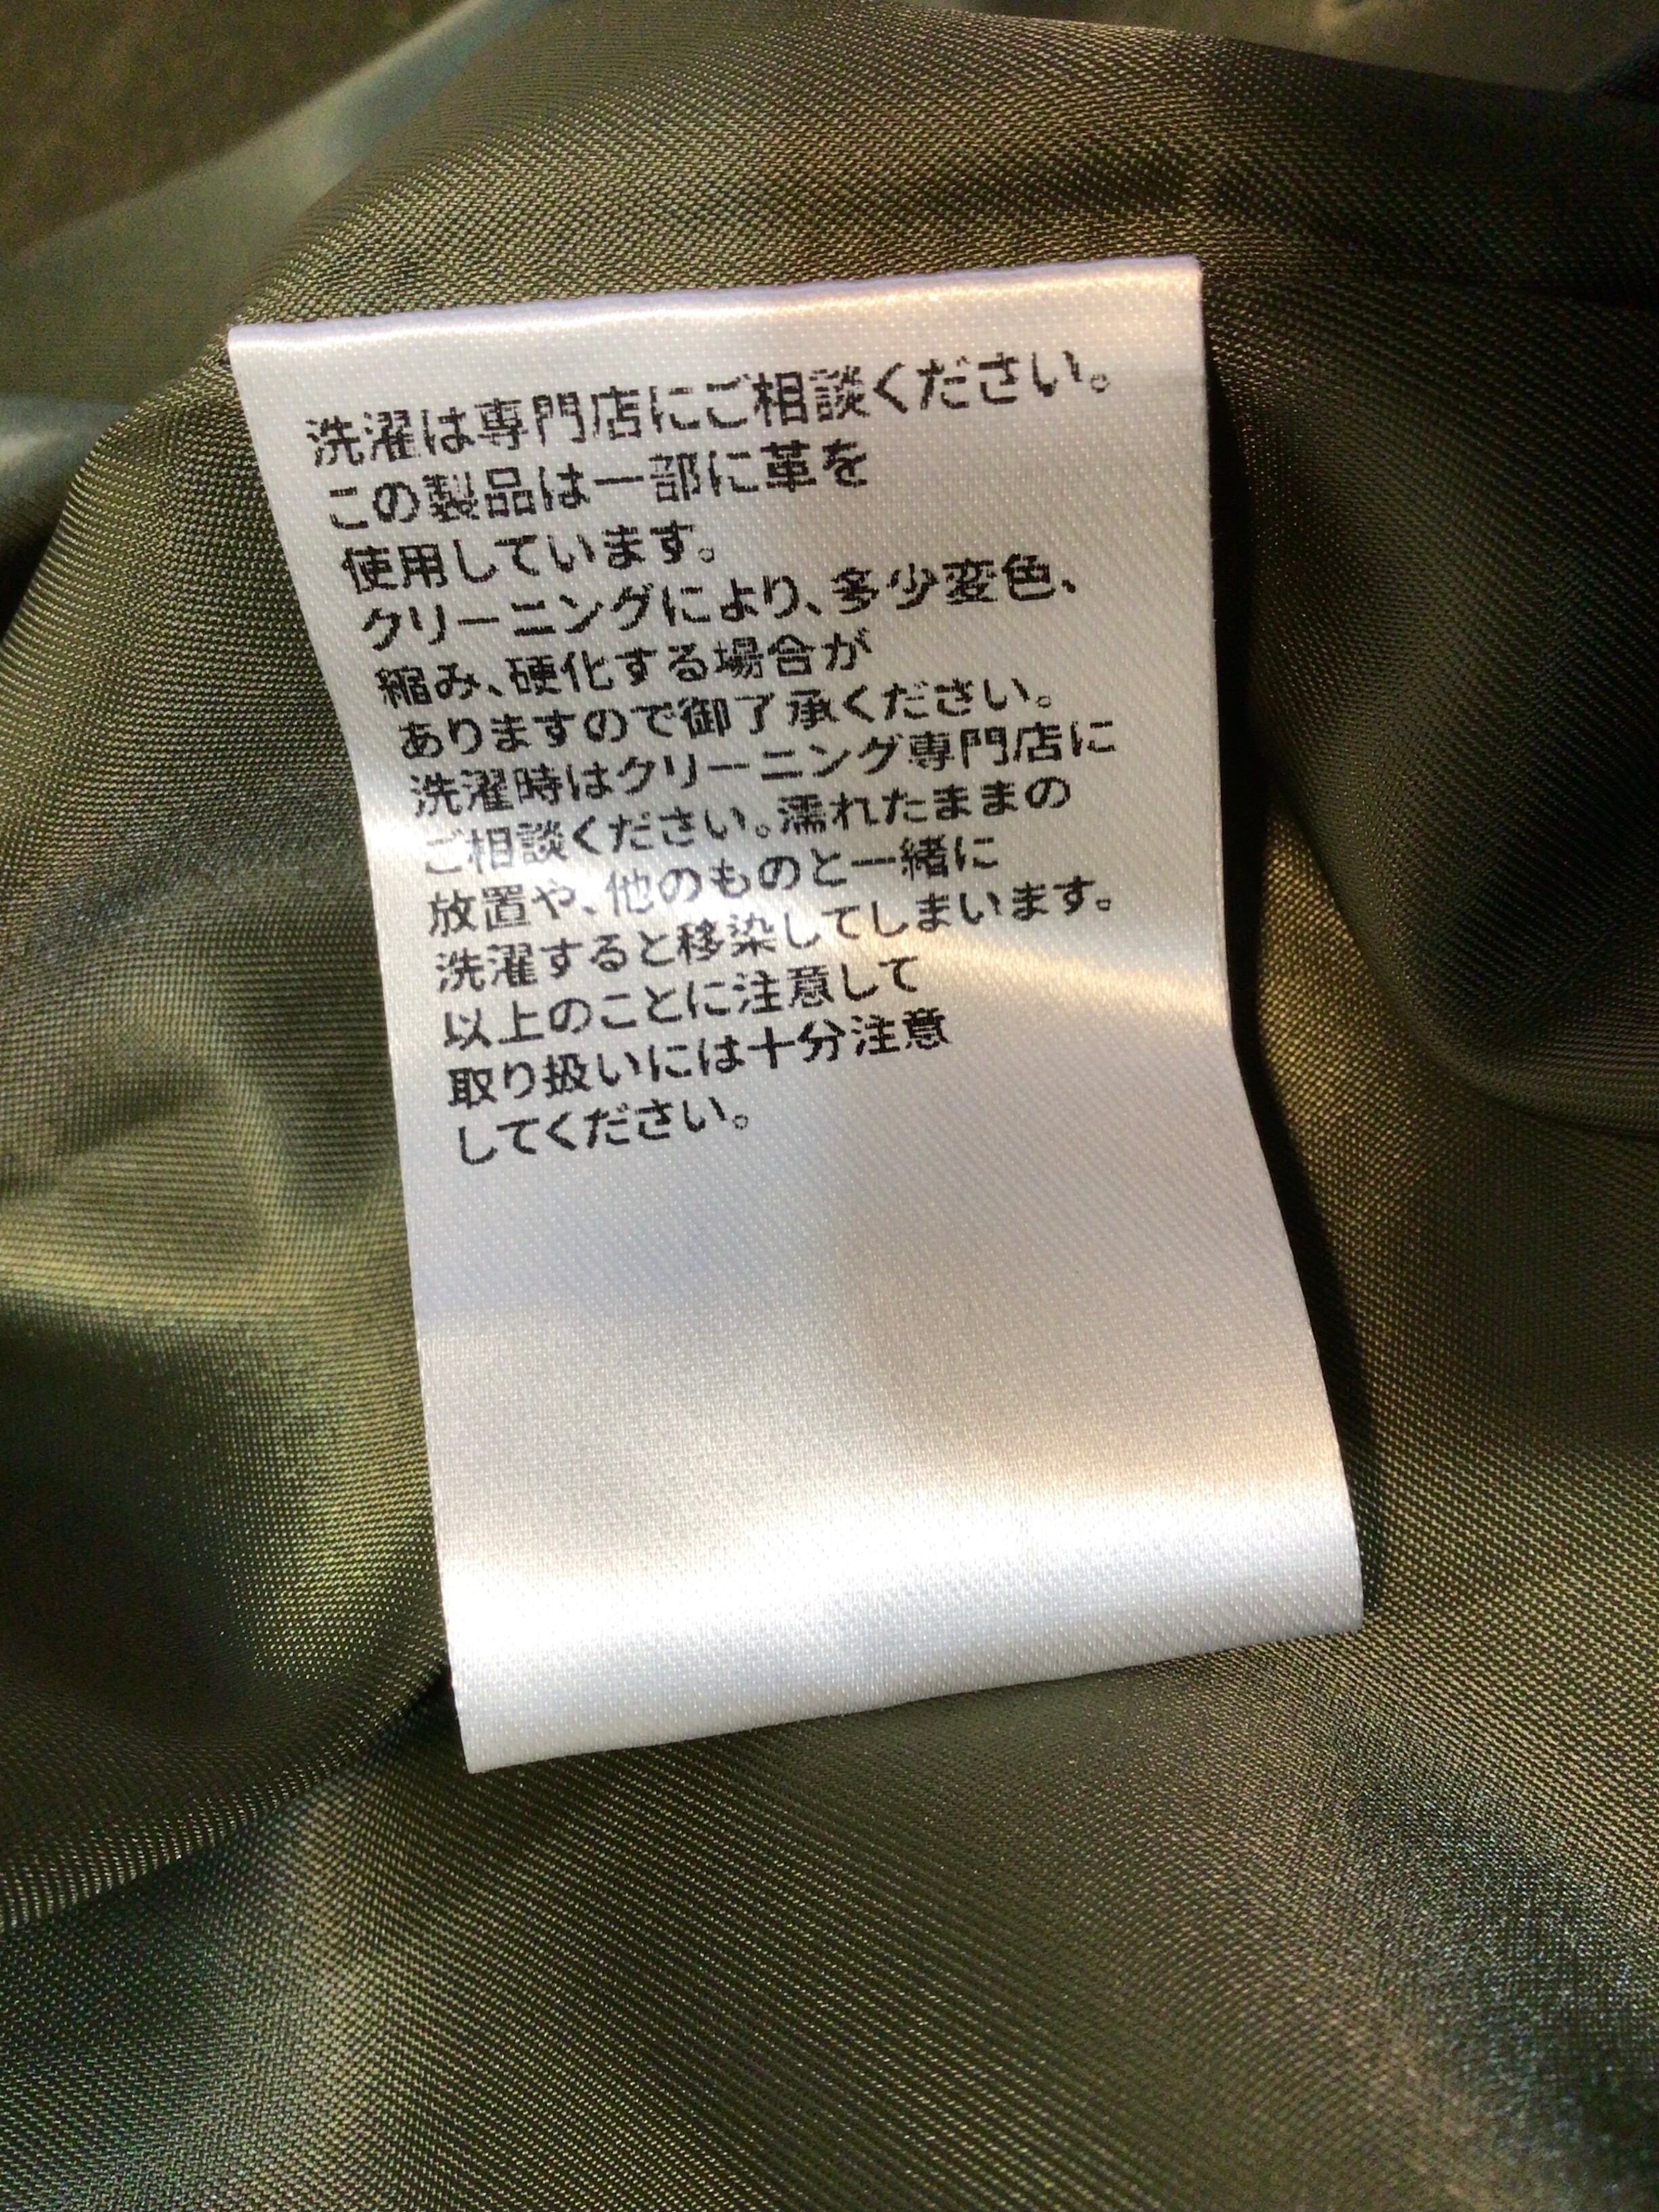 洗濯は専門店にご相談ください。
この製品は一部に革を
使用しています。
クリーニングにより、多少変色、
縮み、硬化する場合が
ありますので御了承ください。
洗濯時はクリーニング専門店に
ご相談ください。濡れたままの
放置や、他のものと一緒に
洗濯すると移染してしまいます。
以上のことに注意して
取り扱いには十分注意
してください。